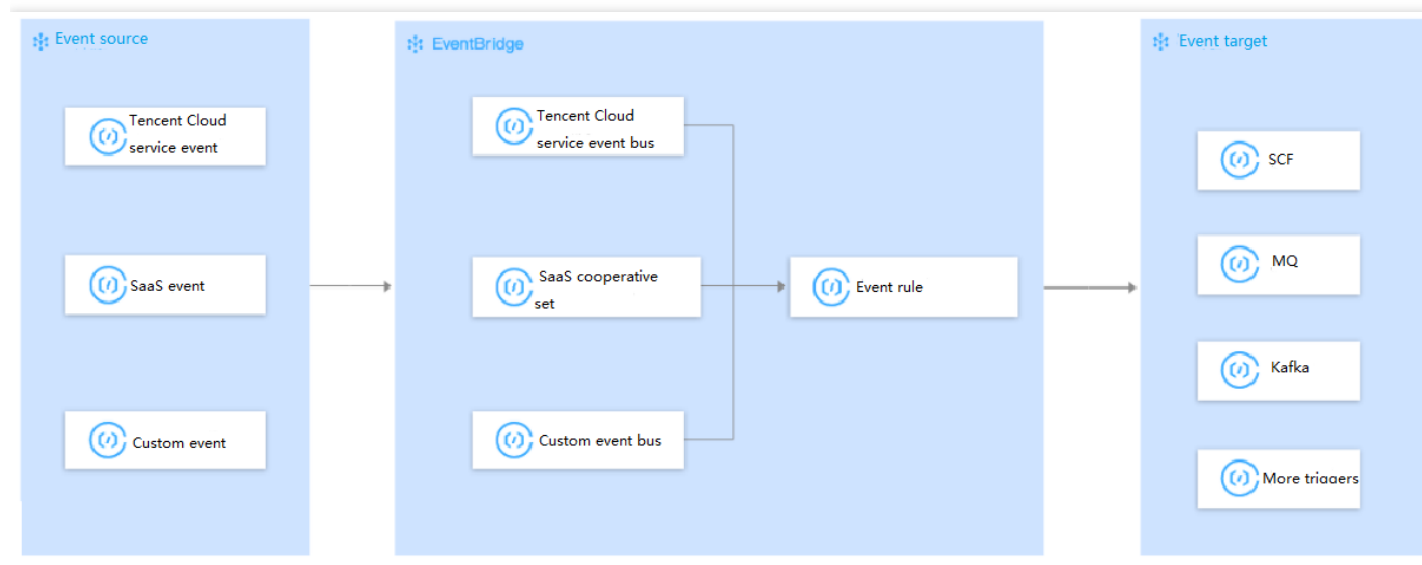 Event source
Tencent Cloud
service event
SaaS event
Custom event
EventBridge
Tencent Cloud
service event bus
SaaS cooperative
set
Custom event bus
Event rule
Event target
SCF
MQ
Kafka
More triggers